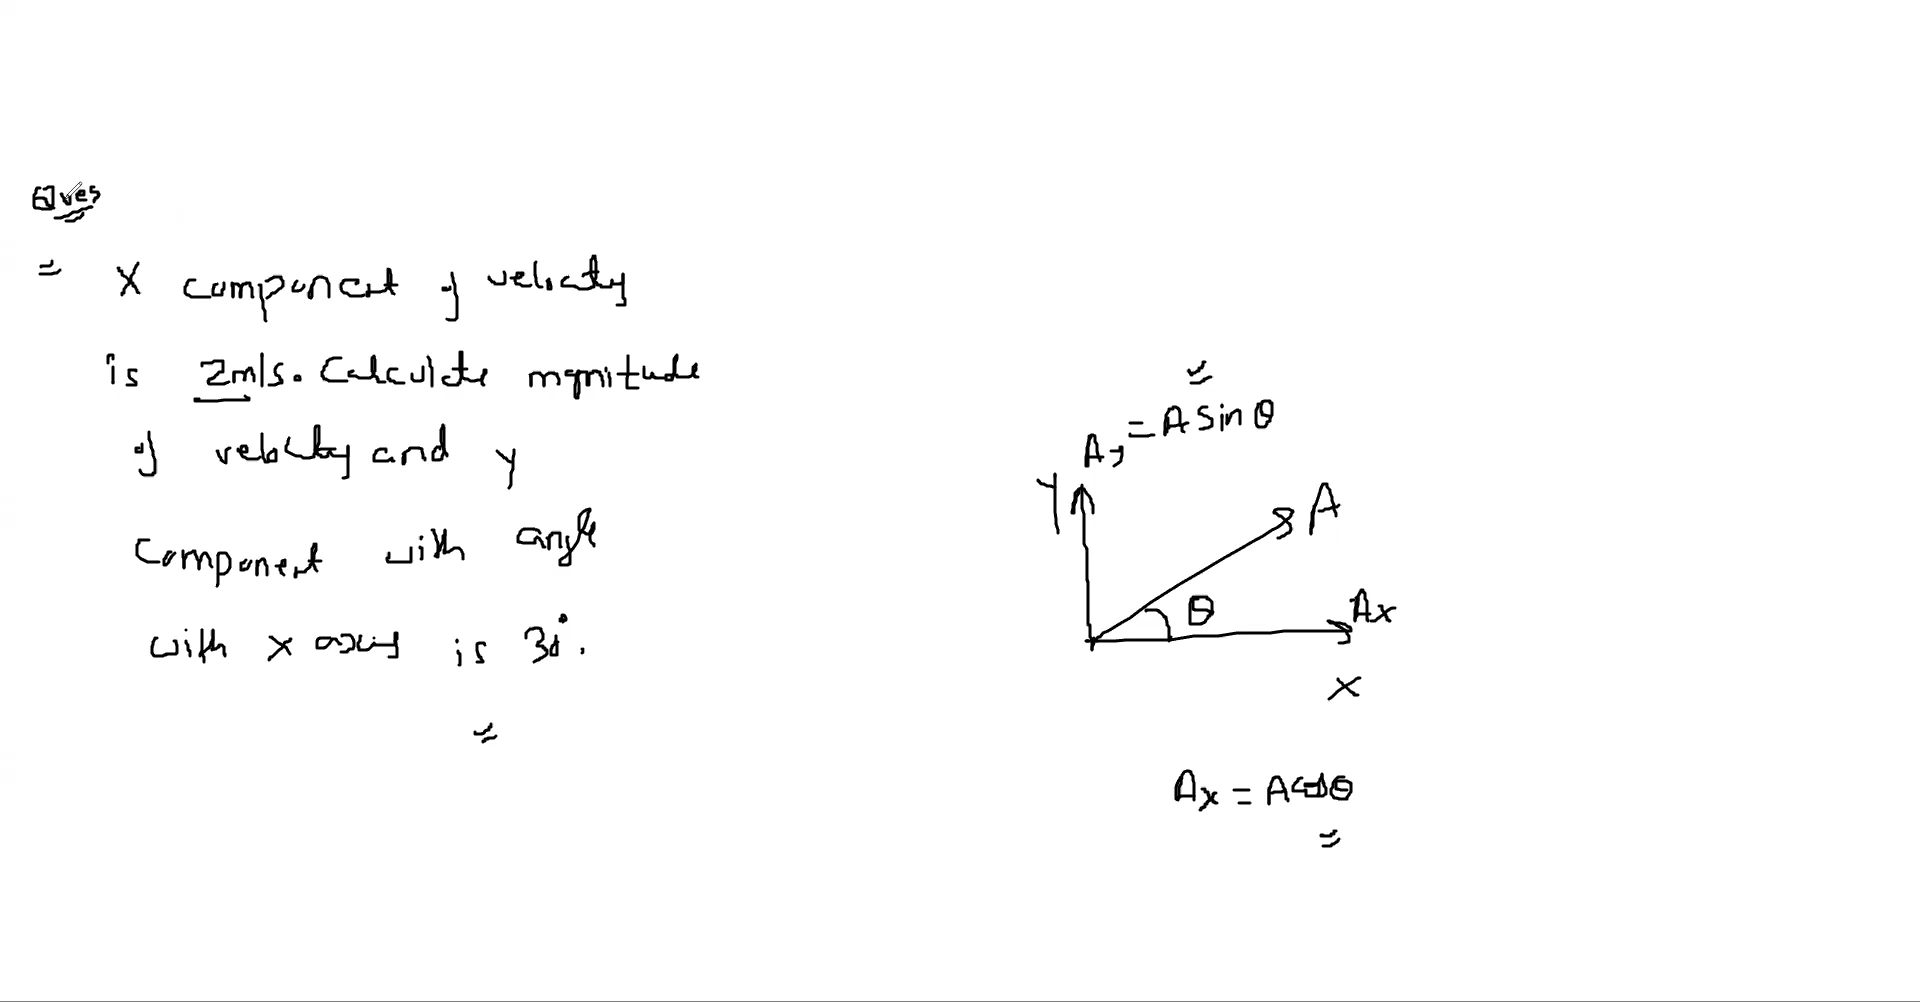 Ques
= X component of velocity
is 2m/s. Calculate magnitude
of velocity and y
component with angle
with x axis is 30°.
Ay = A sin θ
Y
A
θ
Ax
X
Ax = A cos θ